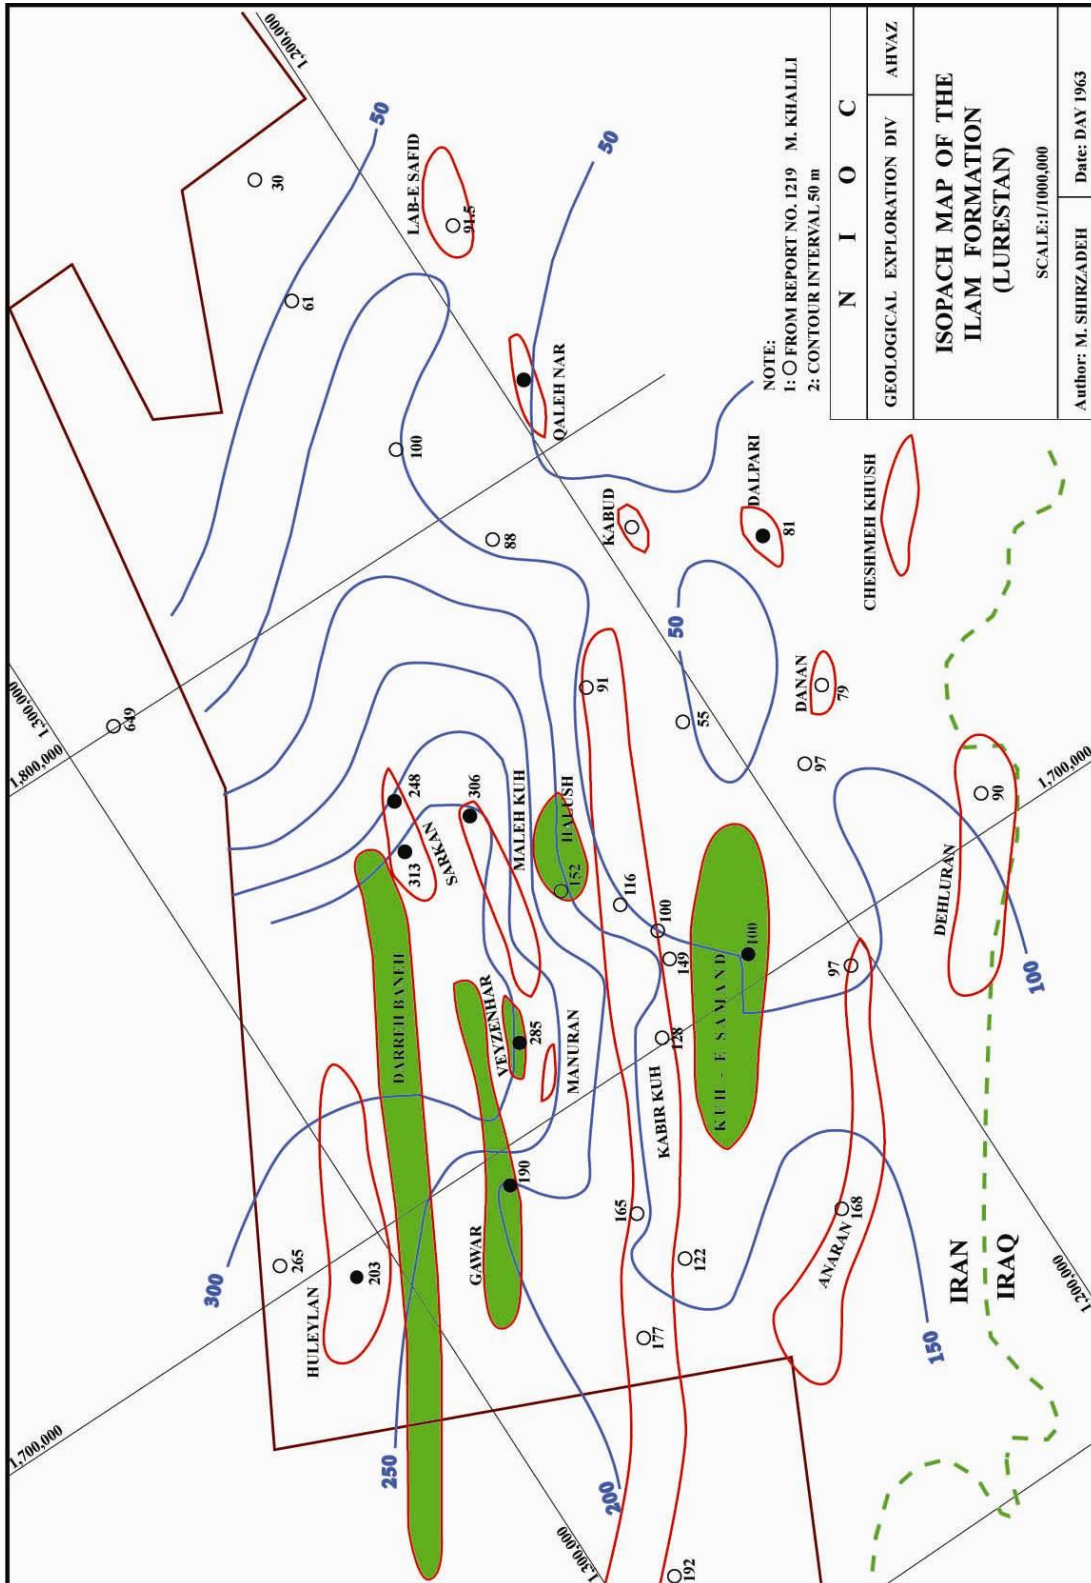 N I O C
GEOLOGICAL EXPLORATION DIV
AHVAZ
ISOPACH MAP OF THE
ILAM FORMATION
(LURESTAN)
SCALE:1/1000,000
Author: M. SHIRZADEH
Date: DAY 1963
NOTE:
1: ○ FROM REPORT NO. 1219 M. KHALILI
2: CONTOUR INTERVAL 50 m
1,700,000
1,300,000
1,800,000
1,200,000
649
30
61
50
LAB-E SAFID
91.5
50
100
QALEH NAR
88
KABUD
DALPARI
81
CHESHMEH KHUSH
300
265
HULEYLAN
203
DARREH BANEH
SARKAN
313
248
306
MALEH KUH
HALUSH
152
91
50
55
DANAN
79
97
250
GAWAR
190
VEYZENHAR
285
MANURAN
116
100
149
128
KABIR KUH
165
122
177
200
192
1,300,000
KUH - E SAMAND
100
97
ANARAN
168
150
DEHLURAN
90
100
1,700,000
IRAN
IRAQ
1,200,000